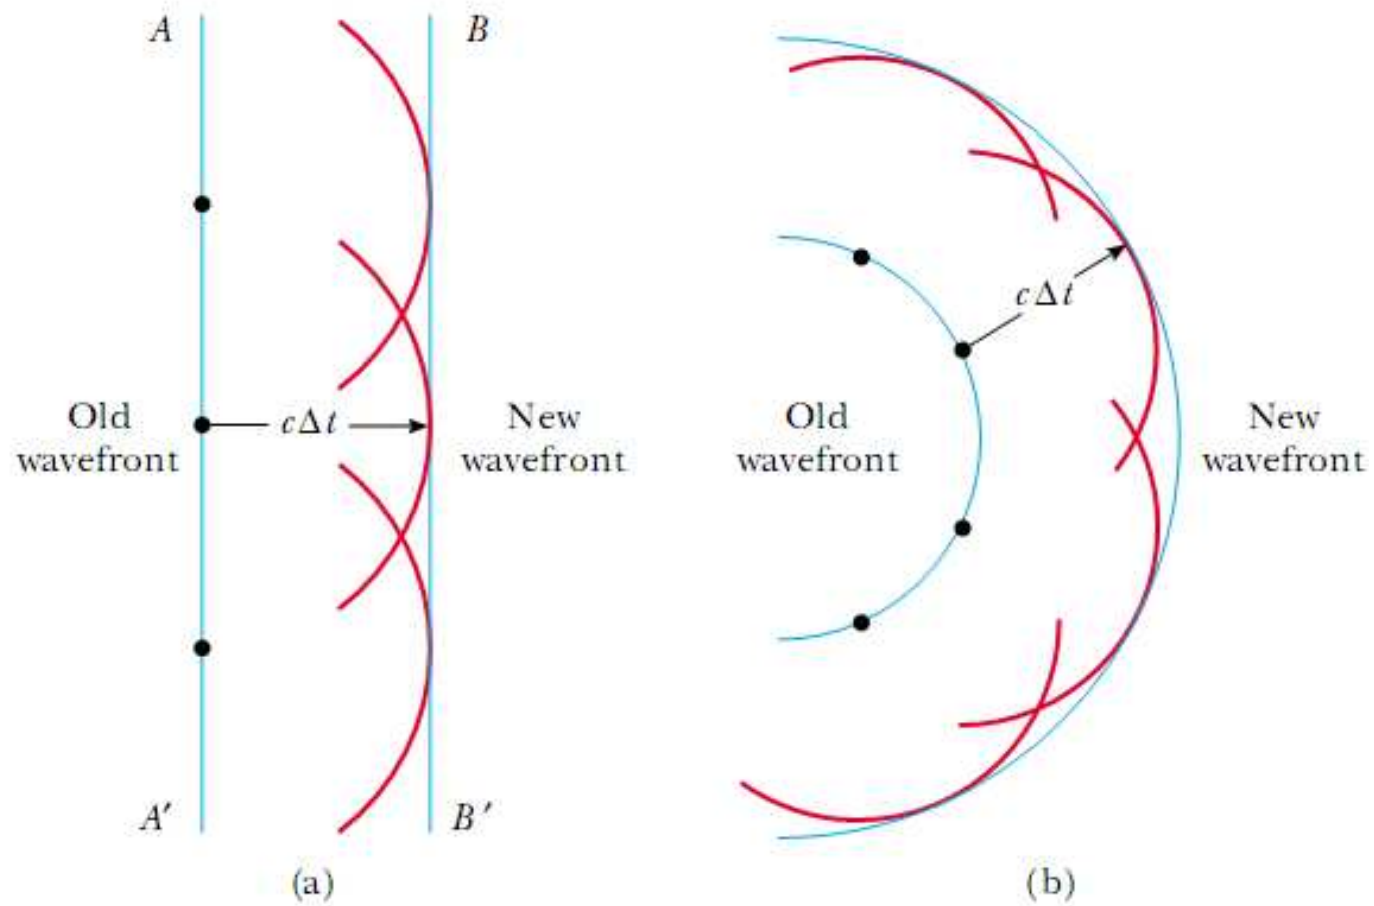 A
B
Old
wavefront
cΔt
New
wavefront
A′
B′
(a)
cΔt
Old
wavefront
New
wavefront
(b)